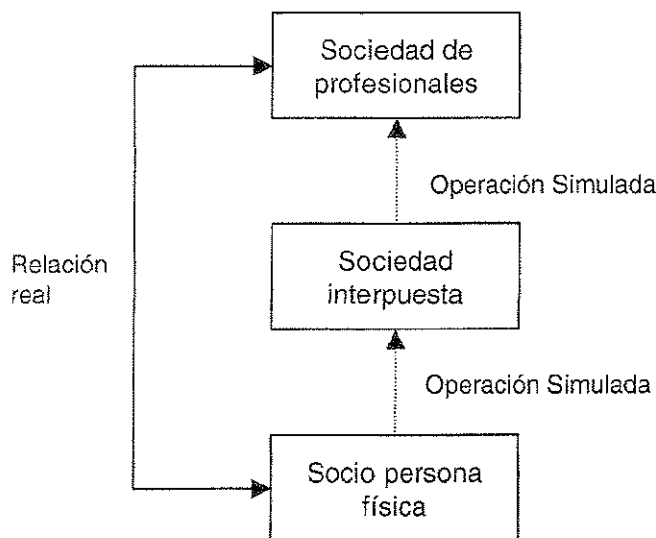 Sociedad de
profesionales
Operación Simulada
Relación
real
Sociedad
interpuesta
Operación Simulada
Socio persona
física